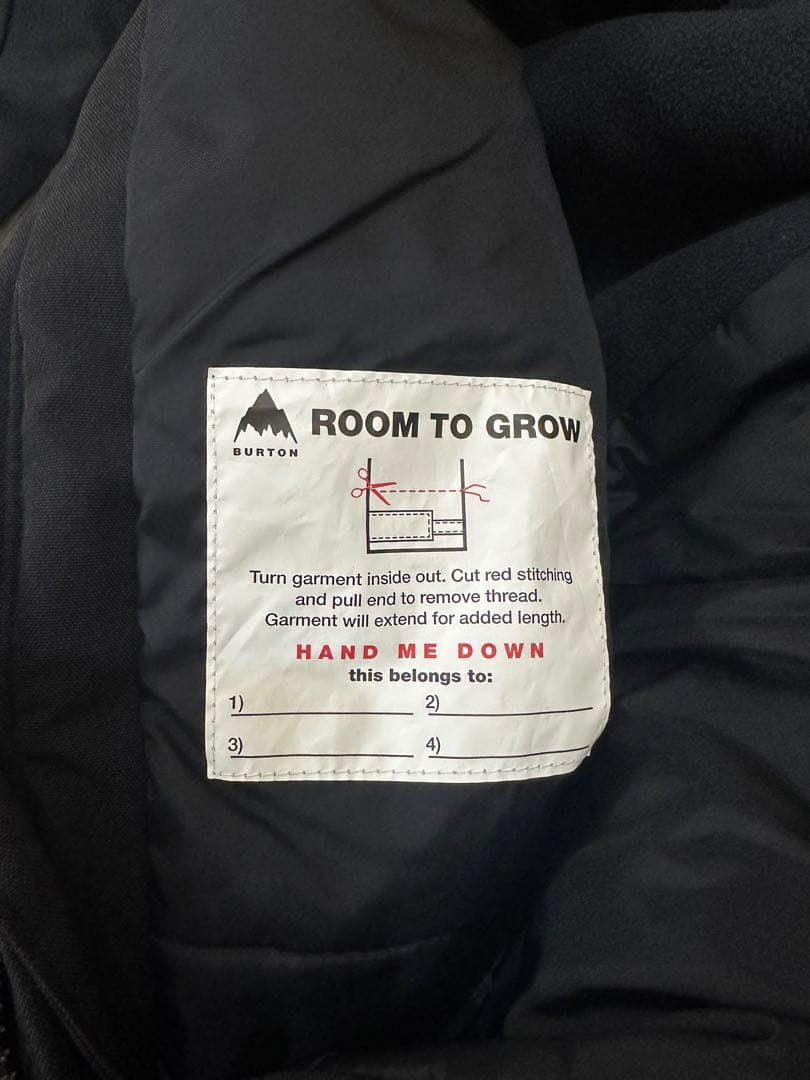 BURTON
ROOM TO GROW
Turn garment inside out. Cut red stitching
and pull end to remove thread.
Garment will extend for added length.
HAND ME DOWN
this belongs to:
1) 2)
3) 4)